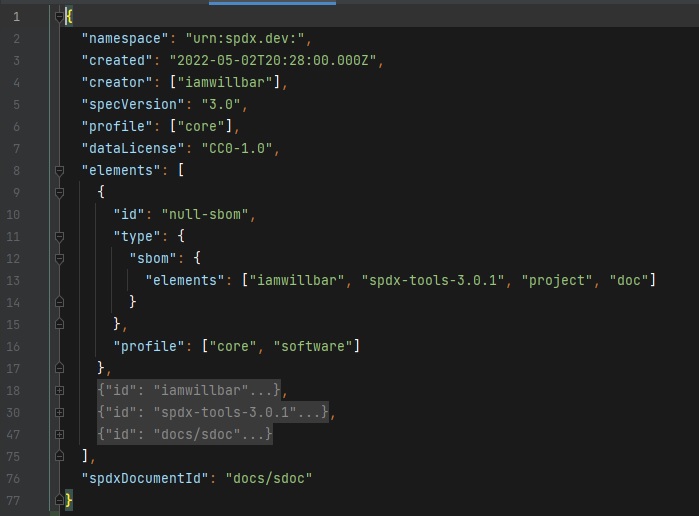 1 {
2 "namespace": "urn:spdx.dev:",
3 "created": "2022-05-02T20:28:00.000Z",
4 "creator": ["iamwillbar"],
5 "specVersion": "3.0",
6 "profile": ["core"],
7 "dataLicense": "CC0-1.0",
8 "elements": [
9 {
10 "id": "null-sbom",
11 "type": {
12 "sbom": {
13 "elements": ["iamwillbar", "spdx-tools-3.0.1", "project", "doc"]
14 }
15 },
16 "profile": ["core", "software"]
17 },
18 {"id": "iamwillbar"...},
30 {"id": "spdx-tools-3.0.1"...},
47 {"id": "docs/sdoc"...}
75 ],
76 "spdxDocumentId": "docs/sdoc"
77 }